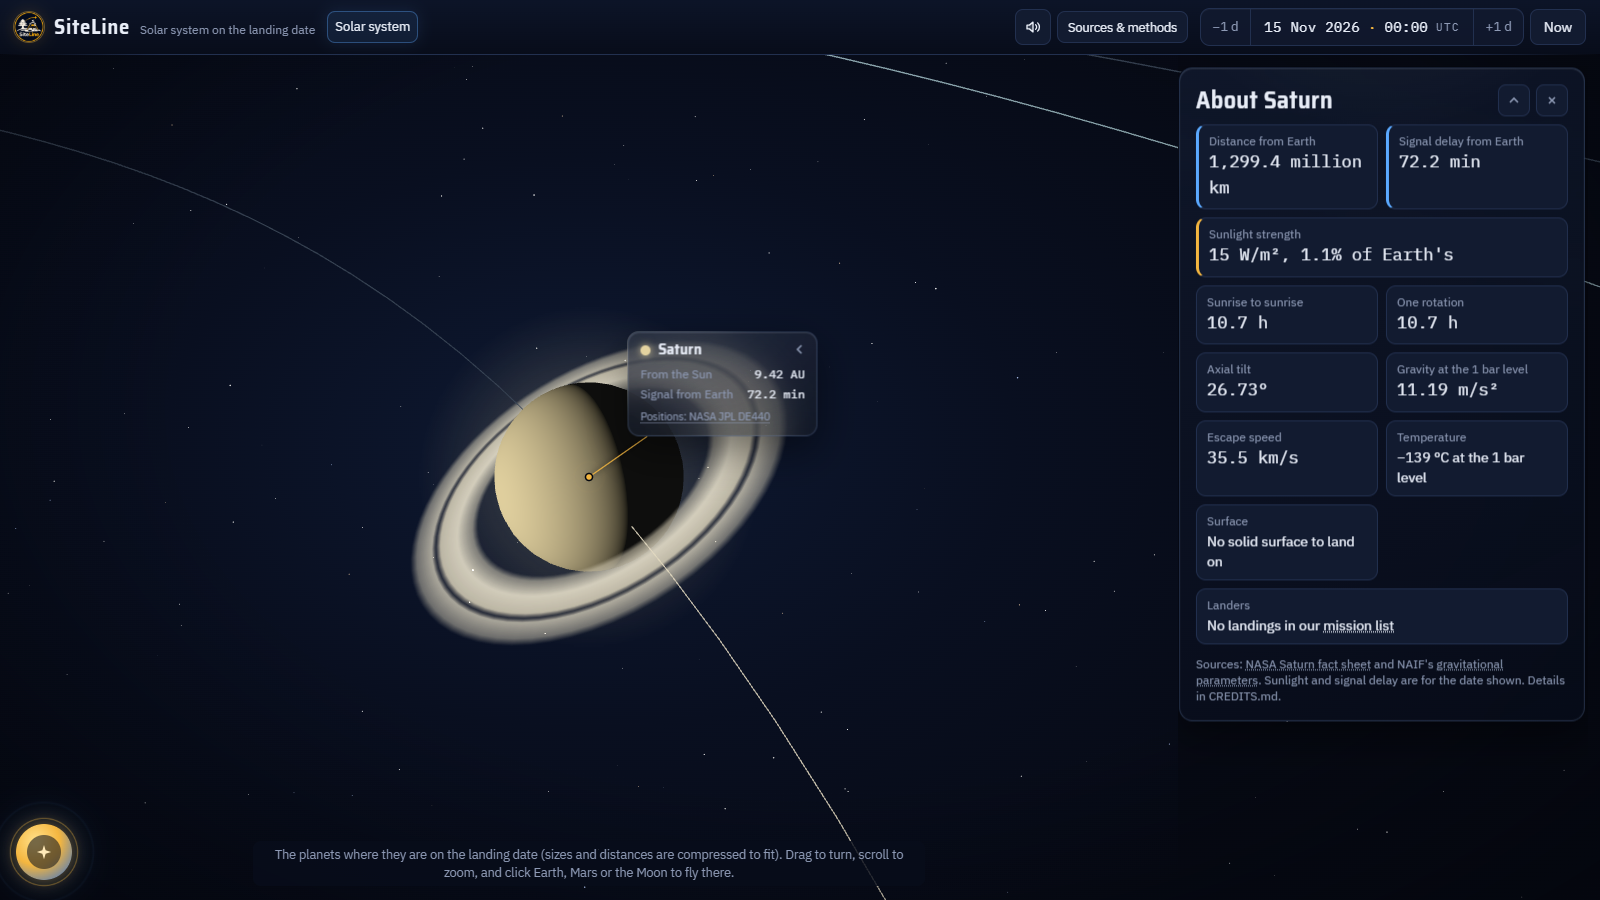 SiteLine
Solar system on the landing date
Solar system
Sources & methods
−1 d
15 Nov 2026 · 00:00 UTC
+1 d
Now
About Saturn
Distance from Earth
1,299.4 million
km
Signal delay from Earth
72.2 min
Sunlight strength
15 W/m², 1.1% of Earth's
Sunrise to sunrise
10.7 h
One rotation
10.7 h
Axial tilt
26.73°
Gravity at the 1 bar level
11.19 m/s²
Escape speed
35.5 km/s
Temperature
−139 °C at the 1 bar
level
Surface
No solid surface to land
on
Landers
No landings in our mission list
Sources: NASA Saturn fact sheet and NAIF's gravitational
parameters. Sunlight and signal delay are for the date shown. Details
in CREDITS.md.
Saturn
From the Sun 9.42 AU
Signal from Earth 72.2 min
Positions: NASA JPL DE440
The planets where they are on the landing date (sizes and distances are compressed to fit). Drag to turn, scroll to
zoom, and click Earth, Mars or the Moon to fly there.